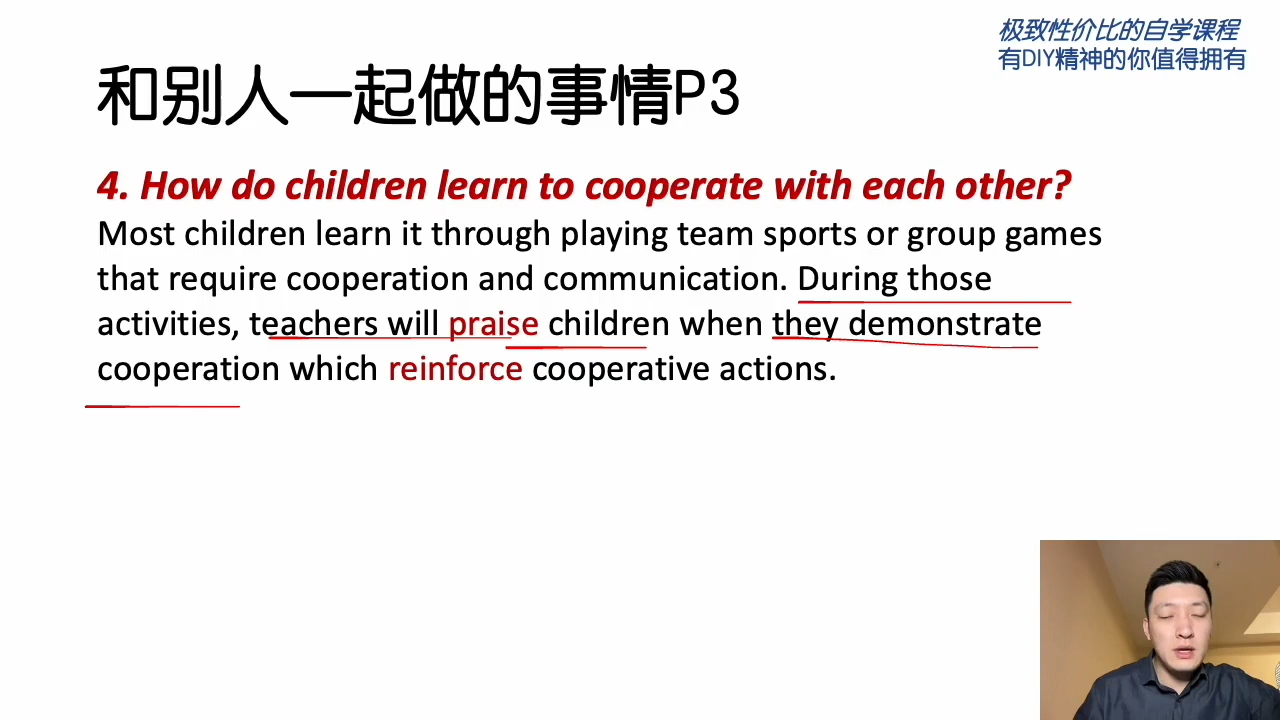 极致性价比的自学课程
有DIY精神的你值得拥有
和别人一起做的事情P3
4. How do children learn to cooperate with each other?
Most children learn it through playing team sports or group games
that require cooperation and communication. During those
activities, teachers will praise children when they demonstrate
cooperation which reinforce cooperative actions.